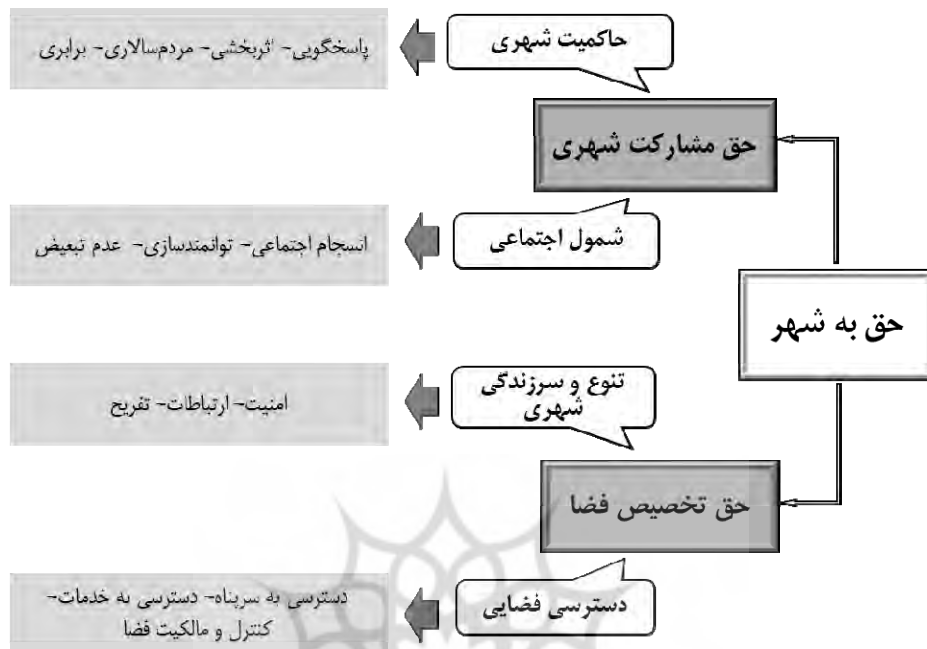 حاکمیت شهری
پاسخگویی- اثربخشی- مردم‌سالاری- برابری
حق مشارکت شهری
شمول اجتماعی
انسجام اجتماعی- توانمندسازی- عدم تبعیض
حق به شهر
تنوع و سرزندگی
شهری
امنیت- ارتباطات- تفریح
حق تخصیص فضا
دسترسی فضایی
دسترسی به سرپناه- دسترسی به خدمات-
کنترل و مالکیت فضا